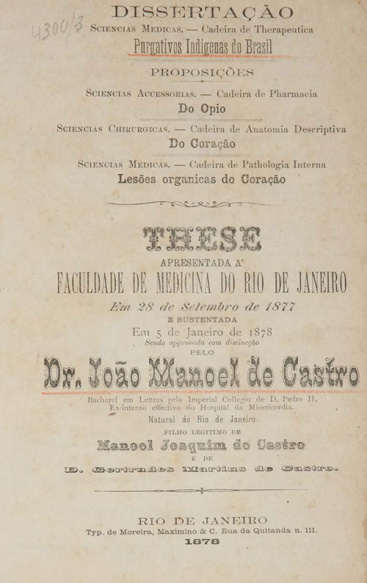 4300/3
DISSERTAÇÃO
SCIENCIAS MEDICAS. — Cadeira de Therapeutica
Purgativos Indigenas do Brasil
PROPOSIÇÕES
SCIENCIAS ACCESSORIAS. — Cadeira de Pharmacia
Do Opio
SCIENCIAS CHIRURGICAS. — Cadeira de Anatomia Descriptiva
Do Coração
SCIENCIAS MEDICAS. — Cadeira de Pathologia Interna
Lesões organicas do Coração
THESE
APRESENTADA A'
FACULDADE DE MEDICINA DO RIO DE JANEIRO
Em 28 de Setembro de 1877
E SUSTENTADA
Em 5 de Janeiro de 1878
Sendo approvada com distincção
PELO
Dr. João Manoel de Castro
Bacharel em Lettras pelo Imperial Collegio de D. Pedro II.
Ex-interno effectivo do Hospital da Misericordia.
Natural do Rio de Janeiro
FILHO LEGITIMO DE
Manoel Joaquim de Castro
E DE
D. Gertrudes Martins de Castro.
RIO DE JANEIRO
Typ. de Moreira, Maximino & C. Rua da Quitanda n. 111.
1878